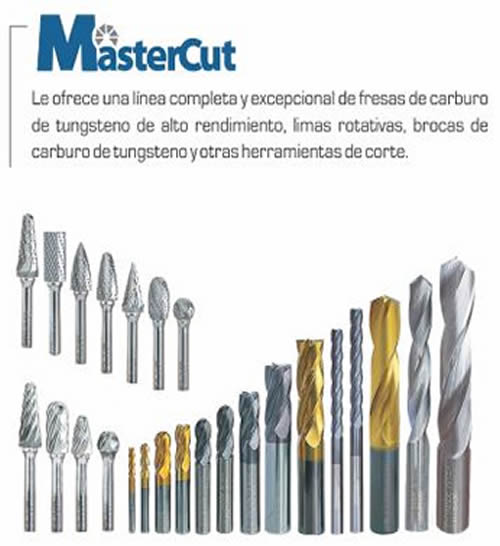 MasterCut
Le ofrece una línea completa y excepcional de fresas de carburo
de tungsteno de alto rendimiento, limas rotativas, brocas de
carburo de tungsteno y otras herramientas de corte.